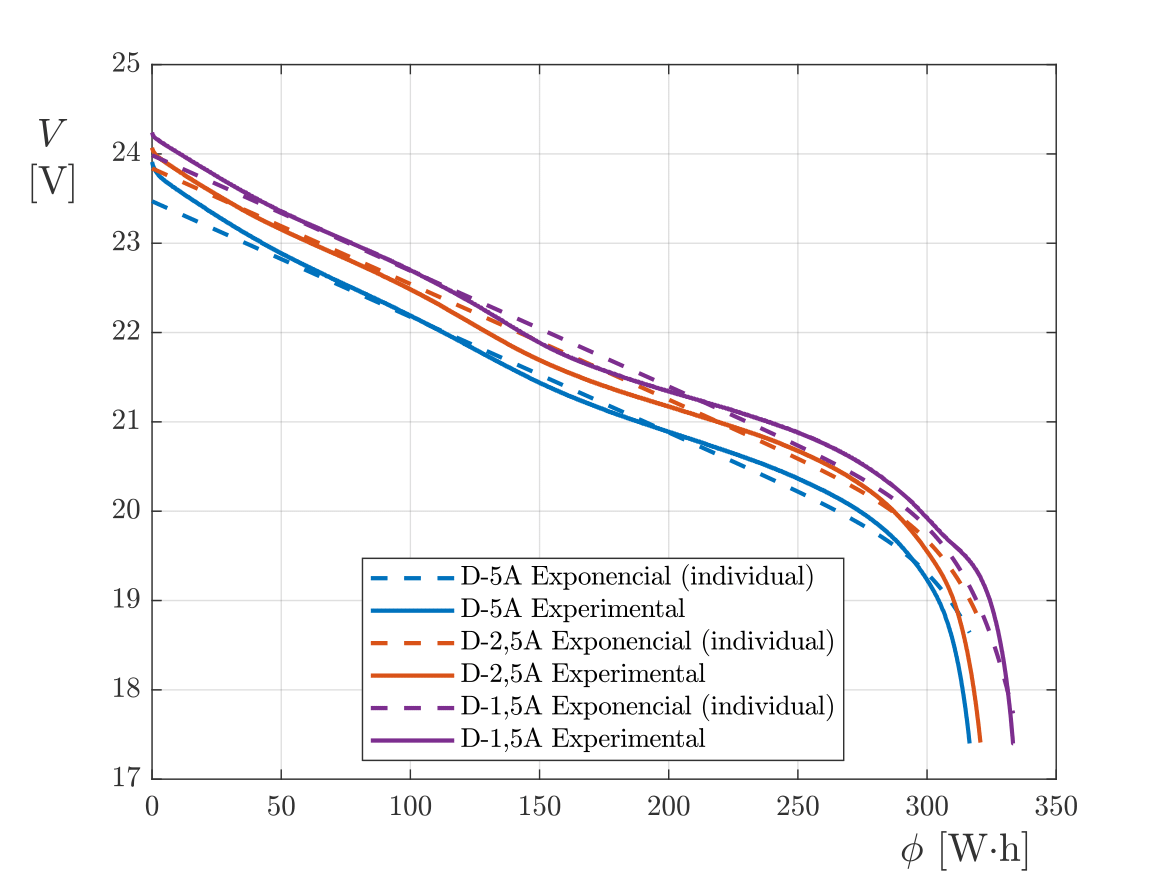 25
24
23
22
21
20
19
18
17
V
[V]
D-5A Exponencial (individual)
D-5A Experimental
D-2,5A Exponencial (individual)
D-2,5A Experimental
D-1,5A Exponencial (individual)
D-1,5A Experimental
0 50 100 150 200 250 300 350
ϕ [W·h]